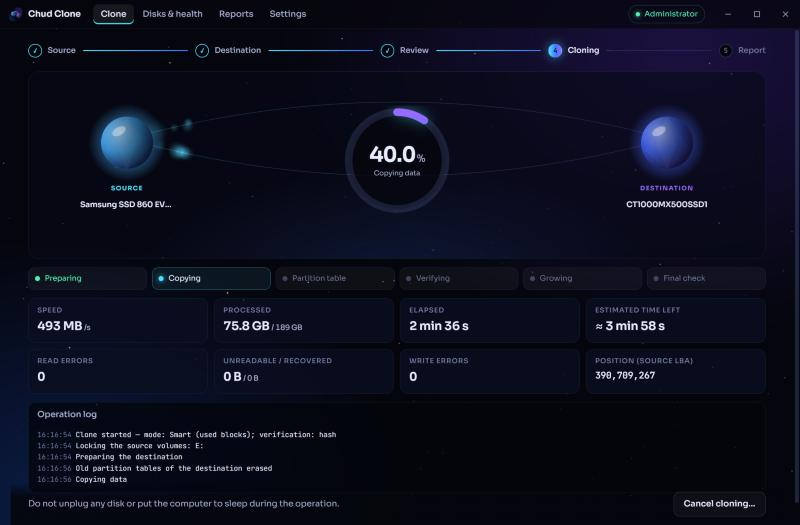 Chud Clone
Clone Disks & health Reports Settings
Administrator
Source Destination Review 4 Cloning 5 Report
40.0%
Copying data
SOURCE
Samsung SSD 860 EV...
DESTINATION
CT1000MX500SSD1
Preparing Copying Partition table Verifying Growing Final check
SPEED
493 MB /s
PROCESSED
75.8 GB / 189 GB
ELAPSED
2 min 36 s
ESTIMATED TIME LEFT
≈ 3 min 58 s
READ ERRORS
0
UNREADABLE / RECOVERED
0 B / 0 B
WRITE ERRORS
0
POSITION (SOURCE LBA)
390,709,267
Operation log
16:16:54 Clone started — mode: Smart (used blocks); verification: hash
16:16:54 Locking the source volumes: E:
16:16:54 Preparing the destination
16:16:56 Old partition tables of the destination erased
16:16:56 Copying data
Do not unplug any disk or put the computer to sleep during the operation.
Cancel cloning...